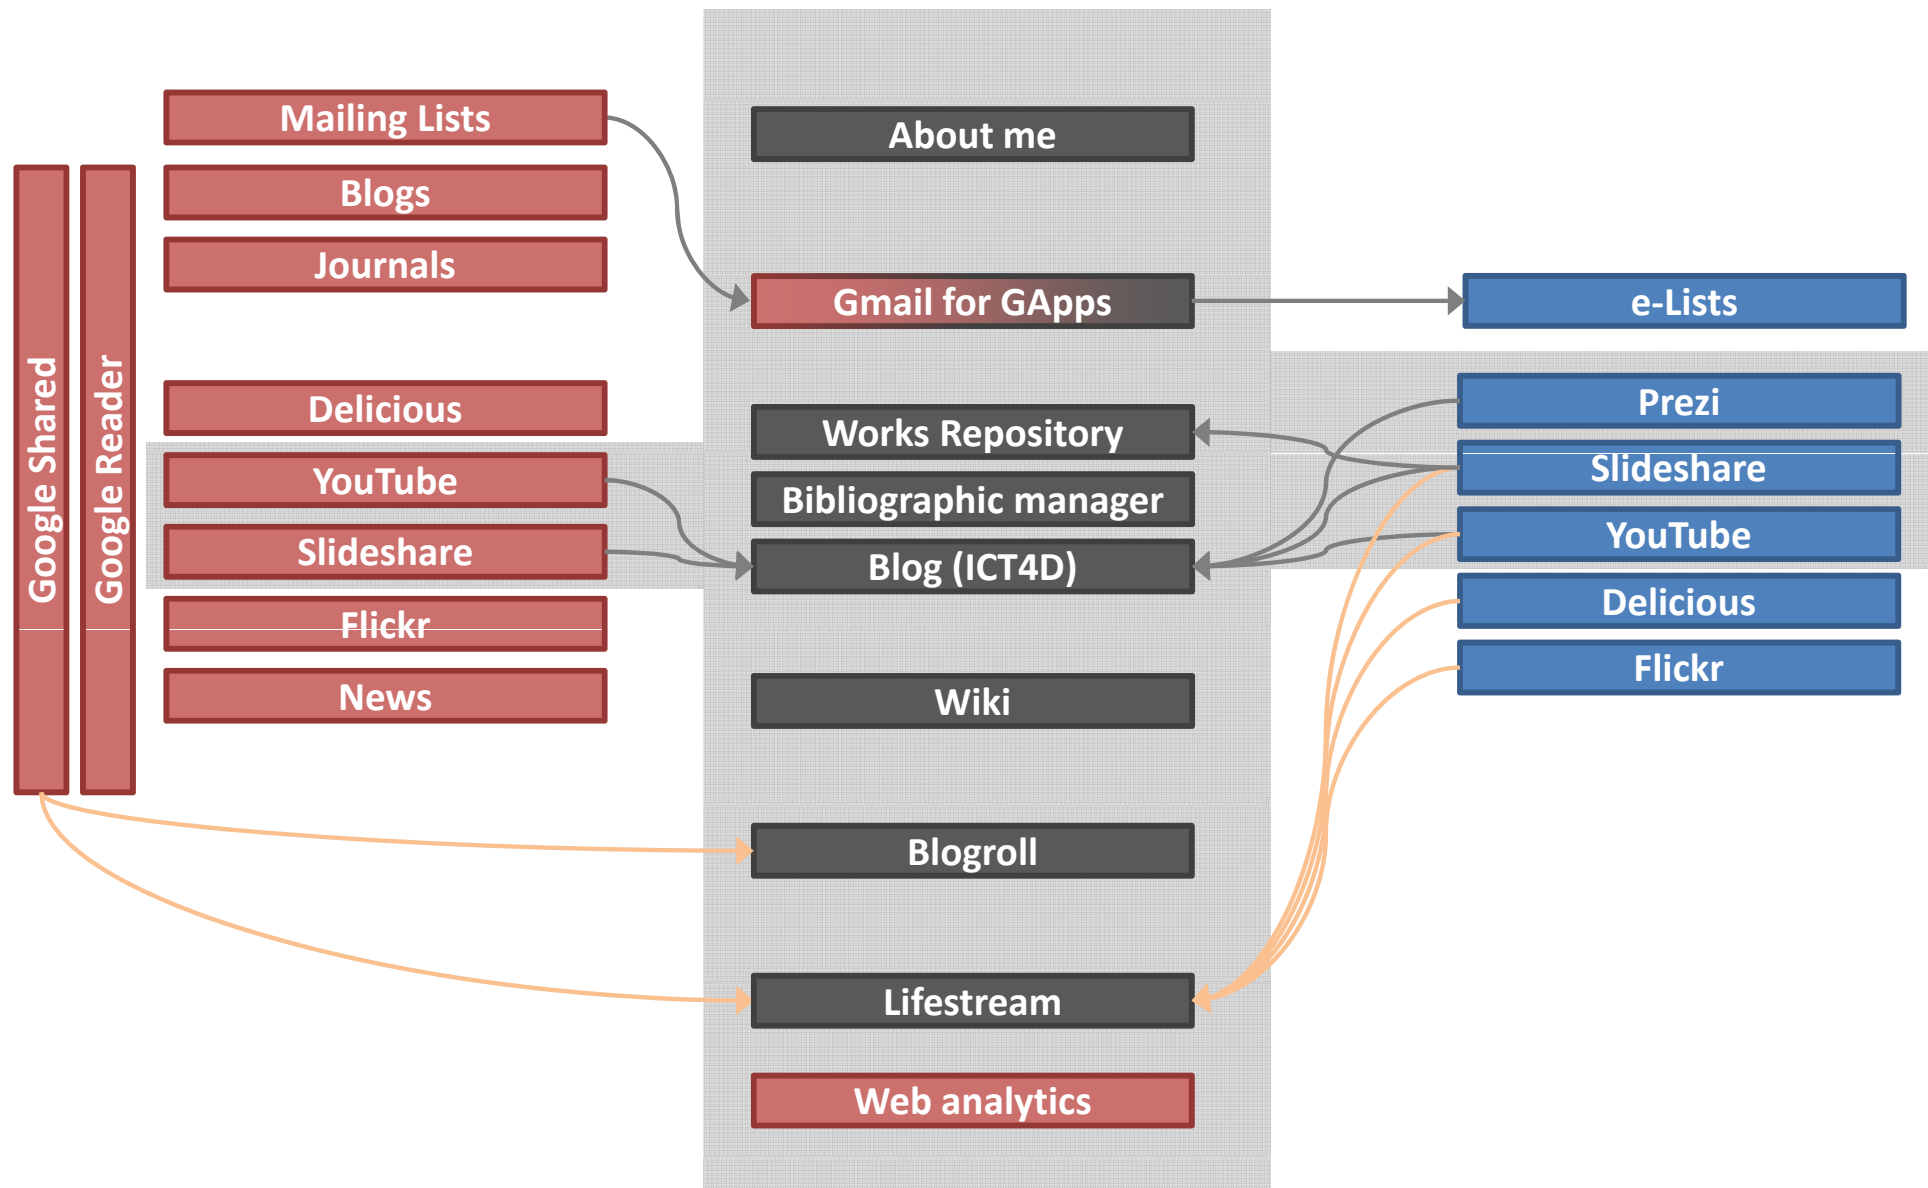 Google Shared
Google Reader
Mailing Lists
Blogs
Journals
Delicious
YouTube
Slideshare
Flickr
News
About me
Gmail for GApps
Works Repository
Bibliographic manager
Blog (ICT4D)
Wiki
Blogroll
Lifestream
Web analytics
e-Lists
Prezi
Slideshare
YouTube
Delicious
Flickr